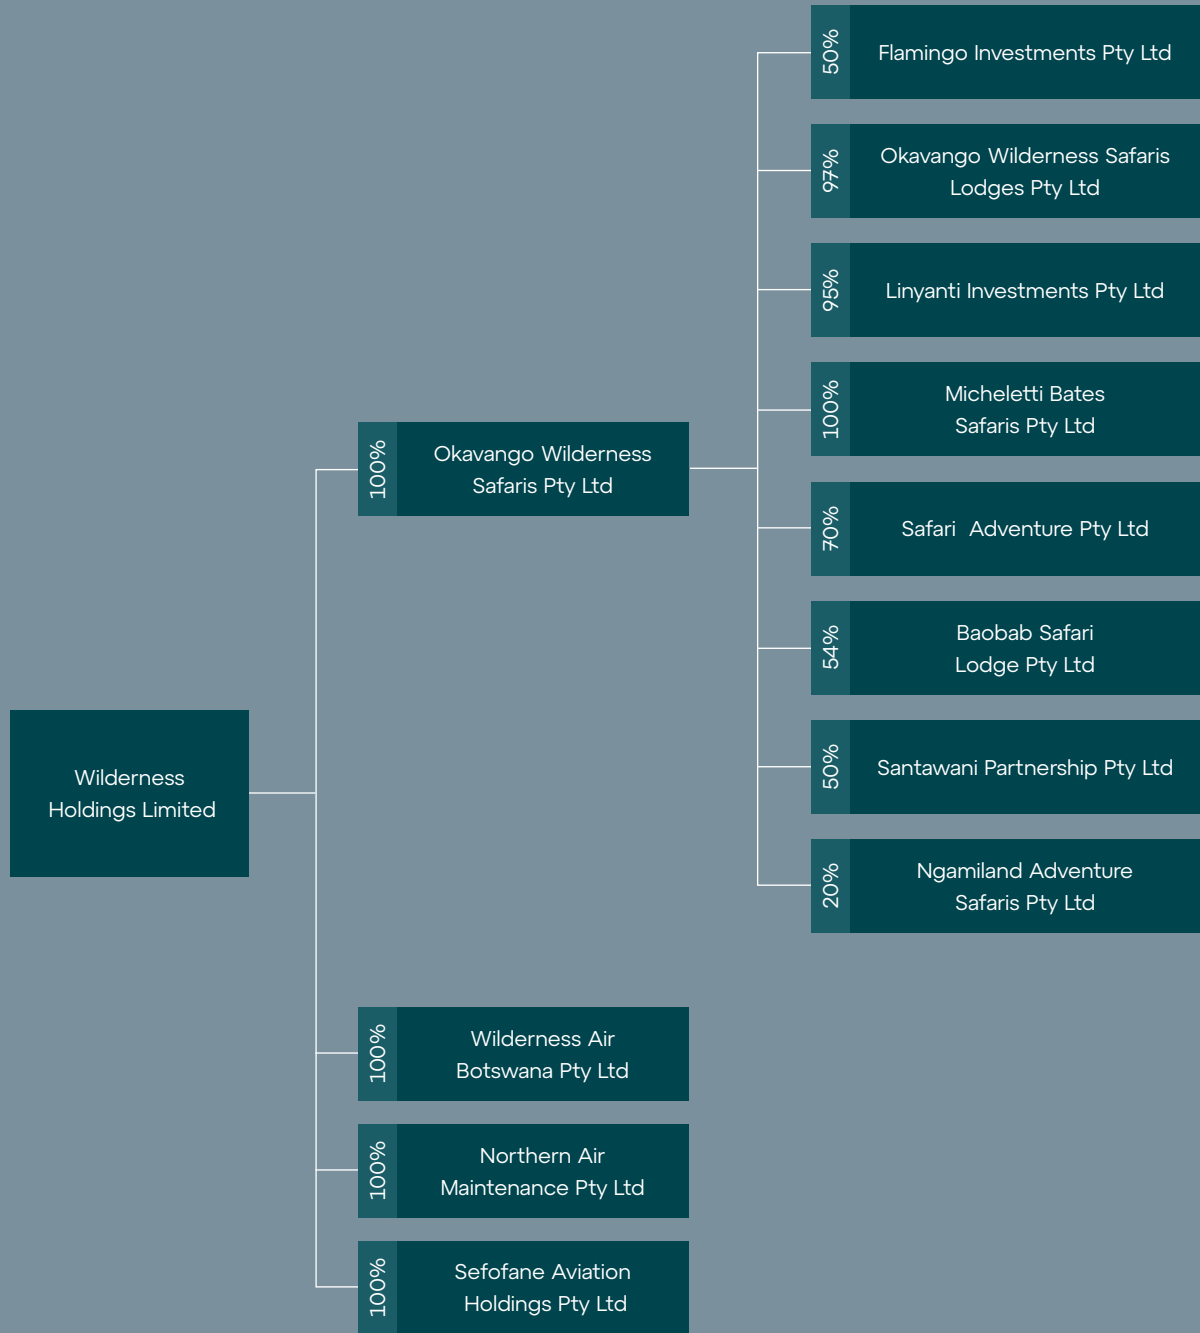 Wilderness
Holdings Limited
100%
Okavango Wilderness
Safaris Pty Ltd
50%
Flamingo Investments Pty Ltd
97%
Okavango Wilderness Safaris
Lodges Pty Ltd
95%
Linyanti Investments Pty Ltd
100%
Micheletti Bates
Safaris Pty Ltd
70%
Safari  Adventure Pty Ltd
54%
Baobab Safari
Lodge Pty Ltd
50%
Santawani Partnership Pty Ltd
20%
Ngamiland Adventure
Safaris Pty Ltd
100%
Wilderness Air
Botswana Pty Ltd
100%
Northern Air
Maintenance Pty Ltd
100%
Sefofane Aviation
Holdings Pty Ltd